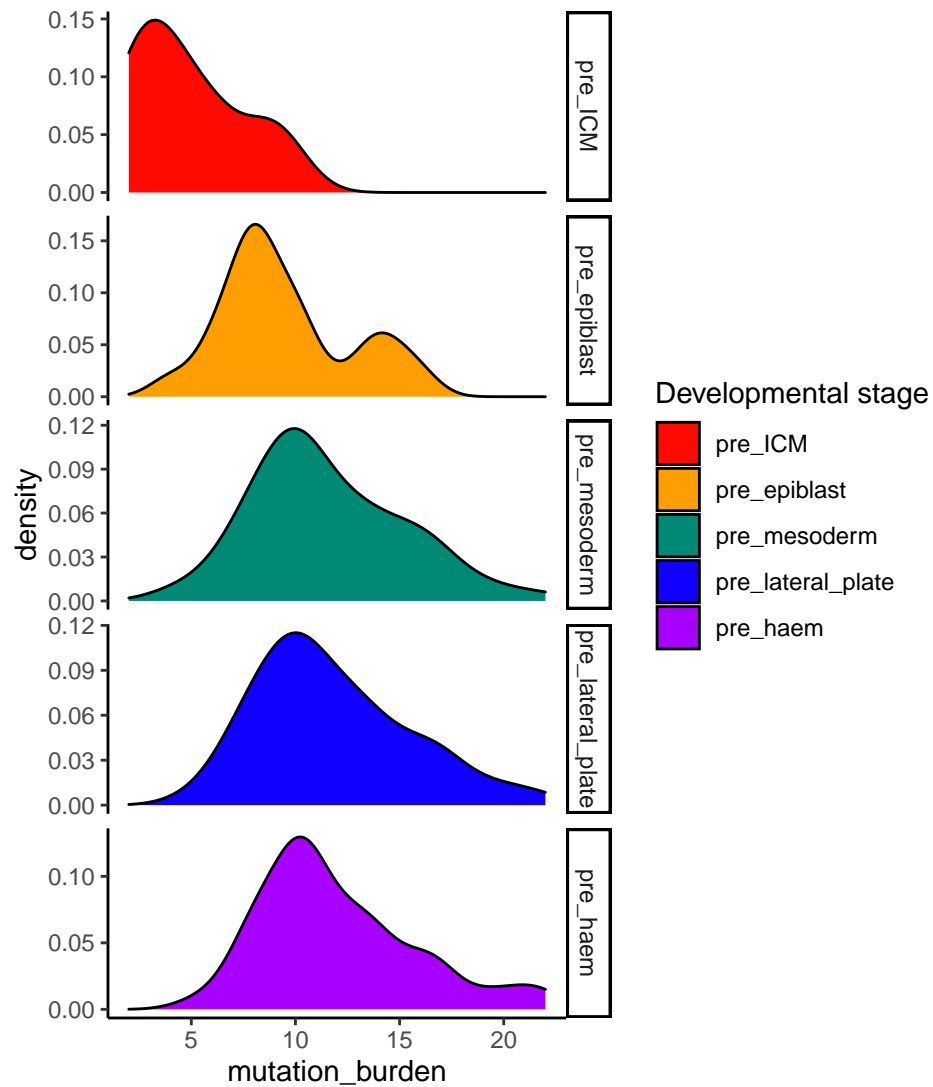 0.15
0.10
0.05
0.00
pre_ICM
0.15
0.10
0.05
0.00
pre_epiblast
0.12
0.09
0.06
0.03
0.00
pre_mesoderm
0.12
0.09
0.06
0.03
0.00
pre_lateral_plate
0.10
0.05
0.00
pre_haem
5 10 15 20
mutation_burden
density
Developmental stage
pre_ICM
pre_epiblast
pre_mesoderm
pre_lateral_plate
pre_haem